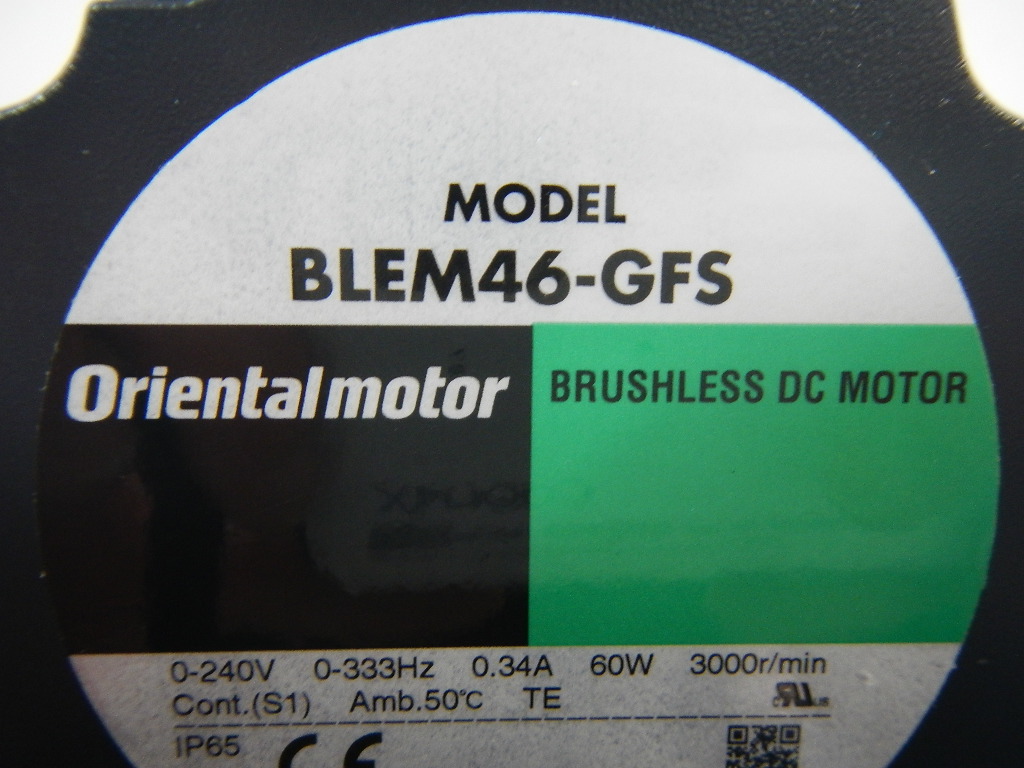 MODEL
BLEM46-GFS
Orientalmotor
BRUSHLESS DC MOTOR
0-240V 0-333Hz 0.34A 60W 3000r/min
Cont.(S1) Amb.50℃ TE
IP65 CE